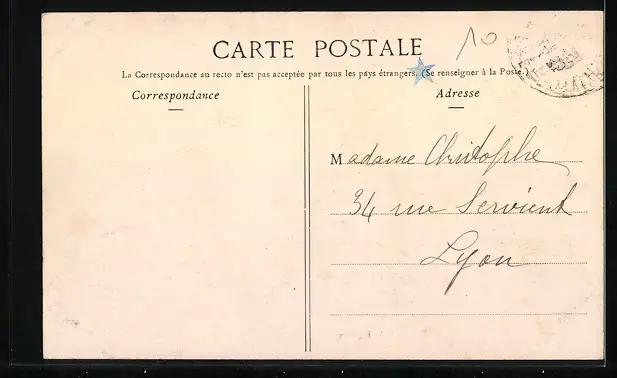 10
CARTE POSTALE
La Correspondance au recto n'est pas acceptée par tous les pays étrangers. (Se renseigner à la Poste.)
Correspondance
Adresse
Madame Christophe
34 rue Servient
Lyon